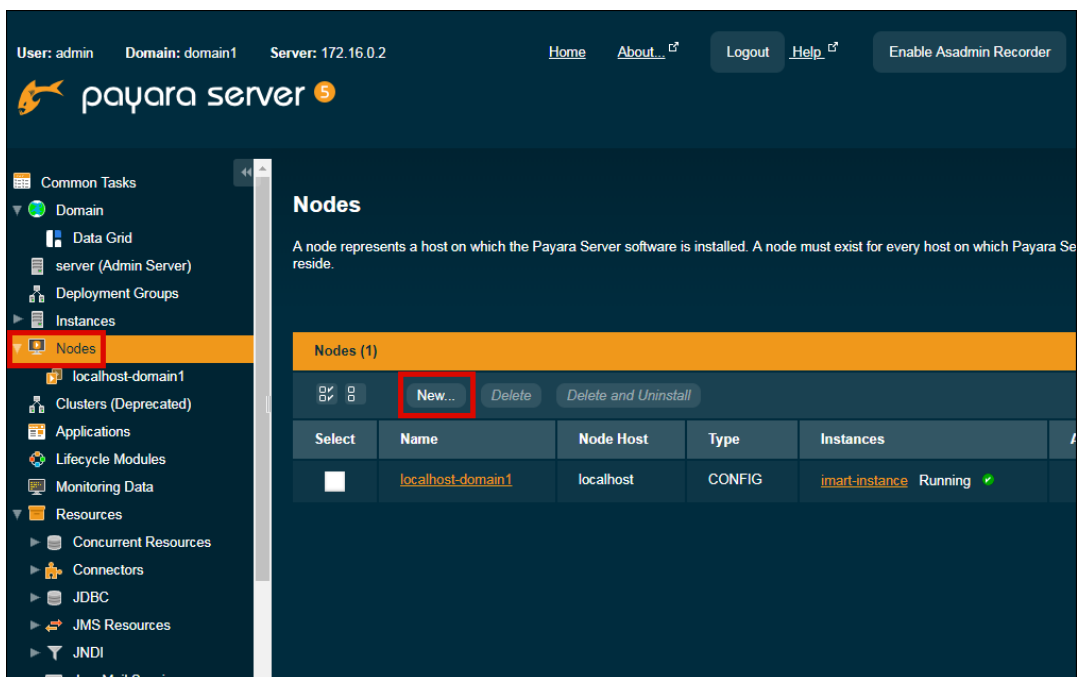 User: admin Domain: domain1 Server: 172.16.0.2 Home About... Logout Help Enable Asadmin Recorder
payara server 5
Common Tasks
Domain
Data Grid
server (Admin Server)
Deployment Groups
Instances
Nodes
localhost-domain1
Clusters (Deprecated)
Applications
Lifecycle Modules
Monitoring Data
Resources
Concurrent Resources
Connectors
JDBC
JMS Resources
JNDI
Nodes
A node represents a host on which the Payara Server software is installed. A node must exist for every host on which Payara Se
reside.
Nodes (1)
New... Delete Delete and Uninstall
Select Name Node Host Type Instances
localhost-domain1 localhost CONFIG imart-instance Running